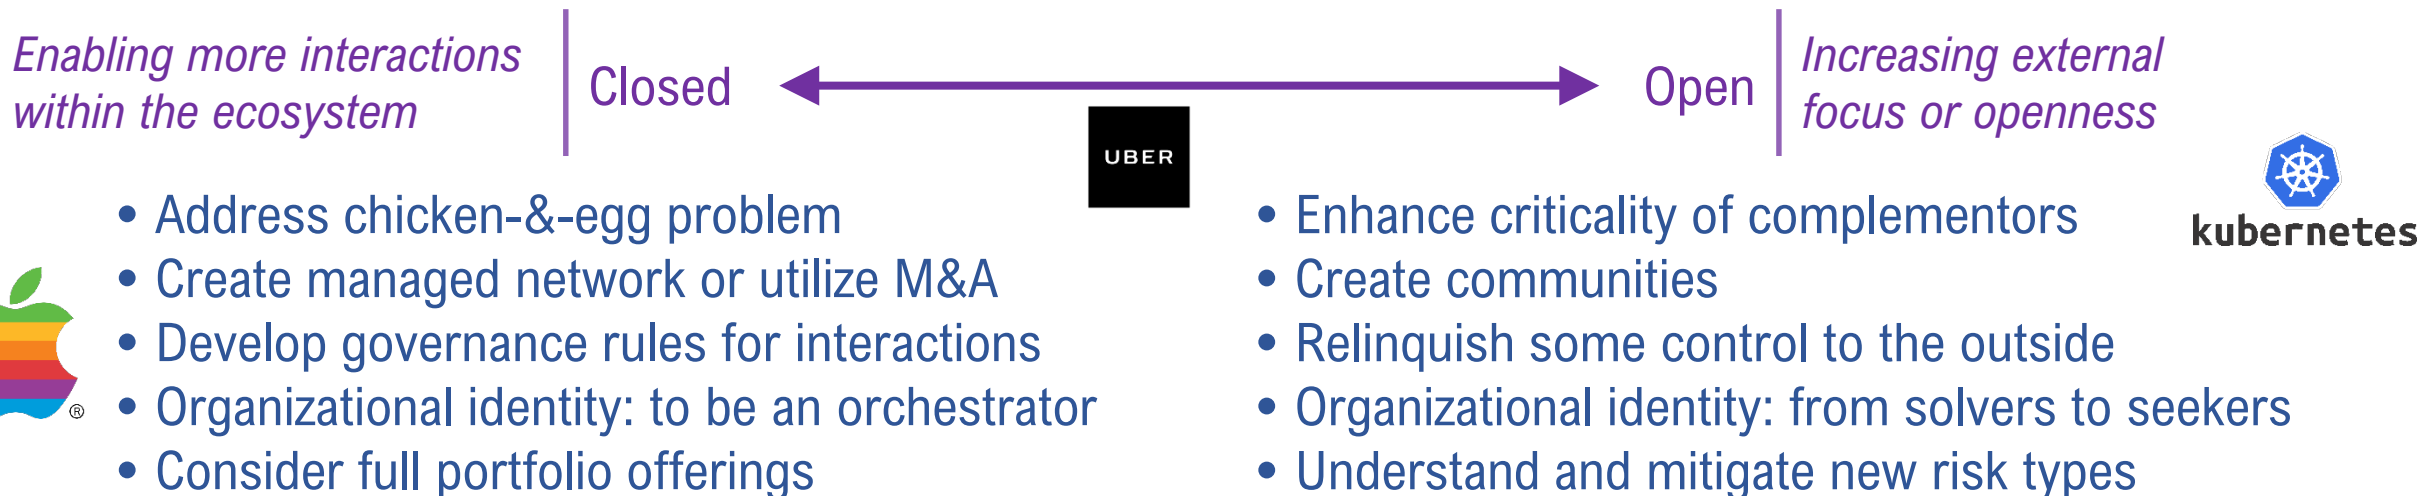 Enabling more interactions
within the ecosystem
Closed
Open
Increasing external
focus or openness
UBER
kubernetes
• Address chicken-&-egg problem
• Create managed network or utilize M&A
• Develop governance rules for interactions
• Organizational identity: to be an orchestrator
• Consider full portfolio offerings
®
• Enhance criticality of complementors
• Create communities
• Relinquish some control to the outside
• Organizational identity: from solvers to seekers
• Understand and mitigate new risk types